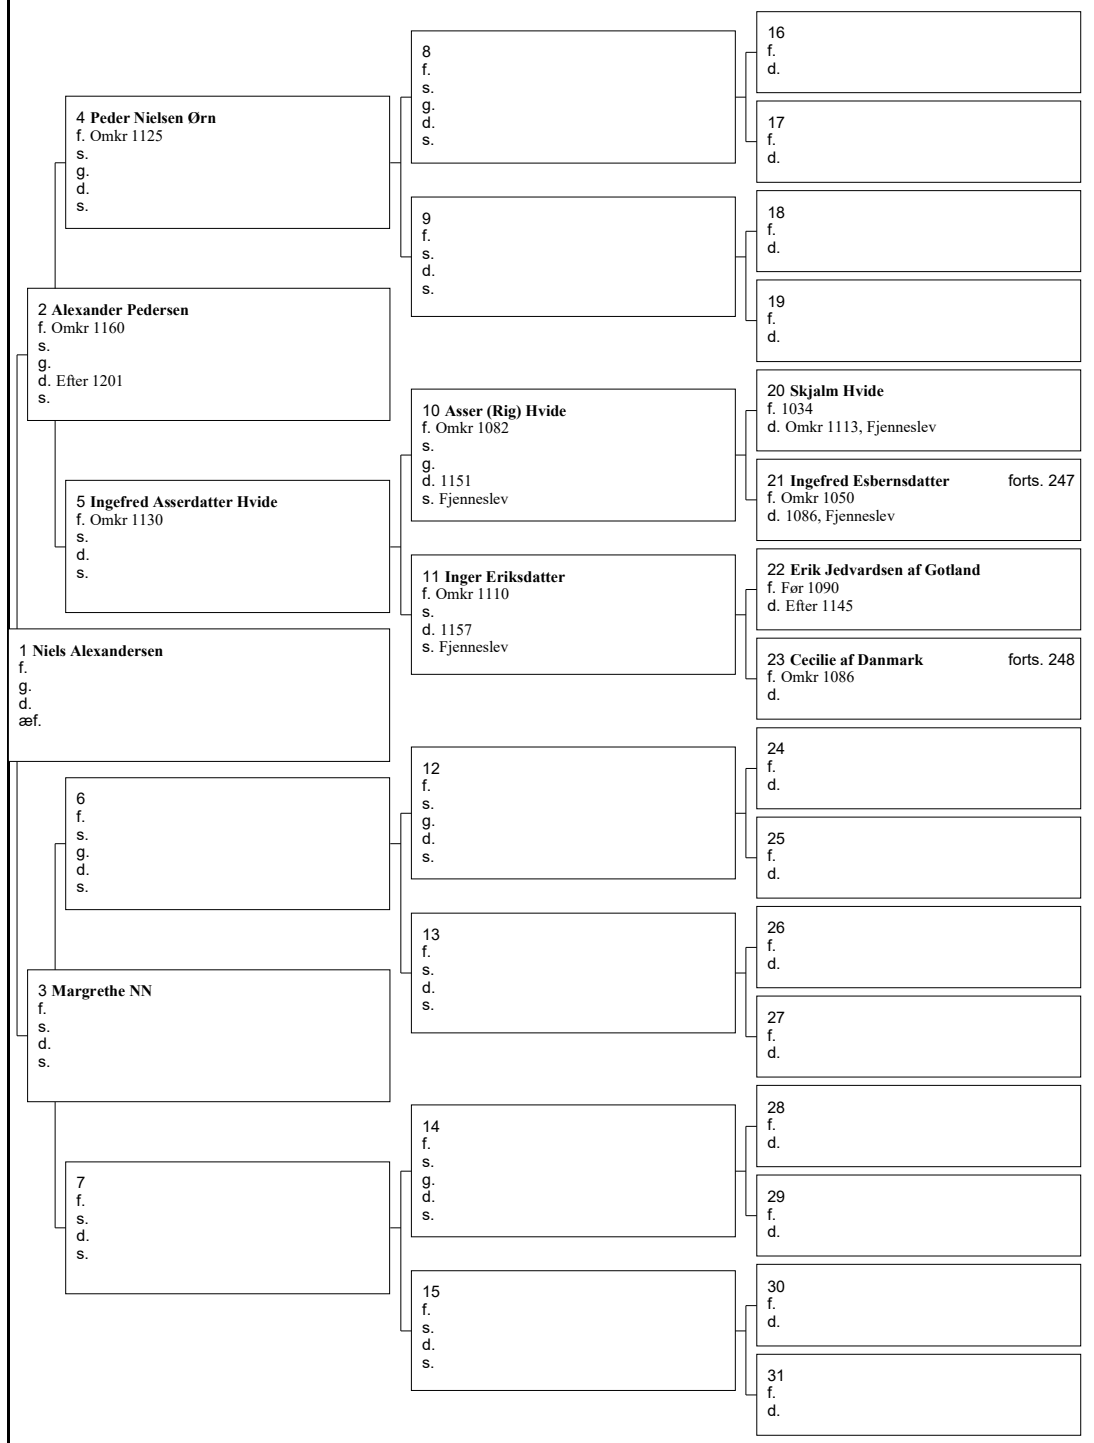 1 Niels Alexandersen
f.
g.
d.
æf.
2 Alexander Pedersen
f. Omkr 1160
s.
g.
d. Efter 1201
s.
3 Margrethe NN
f.
s.
d.
s.
4 Peder Nielsen Ørn
f. Omkr 1125
s.
g.
d.
s.
5 Ingefred Asserdatter Hvide
f. Omkr 1130
s.
d.
s.
6
f.
s.
g.
d.
s.
7
f.
s.
d.
s.
8
f.
s.
g.
d.
s.
9
f.
s.
d.
s.
10 Asser (Rig) Hvide
f. Omkr 1082
s.
g.
d. 1151
s. Fjenneslev
11 Inger Eriksdatter
f. Omkr 1110
s.
d. 1157
s. Fjenneslev
12
f.
s.
g.
d.
s.
13
f.
s.
d.
s.
14
f.
s.
g.
d.
s.
15
f.
s.
d.
s.
16
f.
d.
17
f.
d.
18
f.
d.
19
f.
d.
20 Skjalm Hvide
f. 1034
d. Omkr 1113, Fjenneslev
21 Ingefred Esbernsdatter forts. 247
f. Omkr 1050
d. 1086, Fjenneslev
22 Erik Jedvardsen af Gotland
f. Før 1090
d. Efter 1145
23 Cecilie af Danmark forts. 248
f. Omkr 1086
d.
24
f.
d.
25
f.
d.
26
f.
d.
27
f.
d.
28
f.
d.
29
f.
d.
30
f.
d.
31
f.
d.